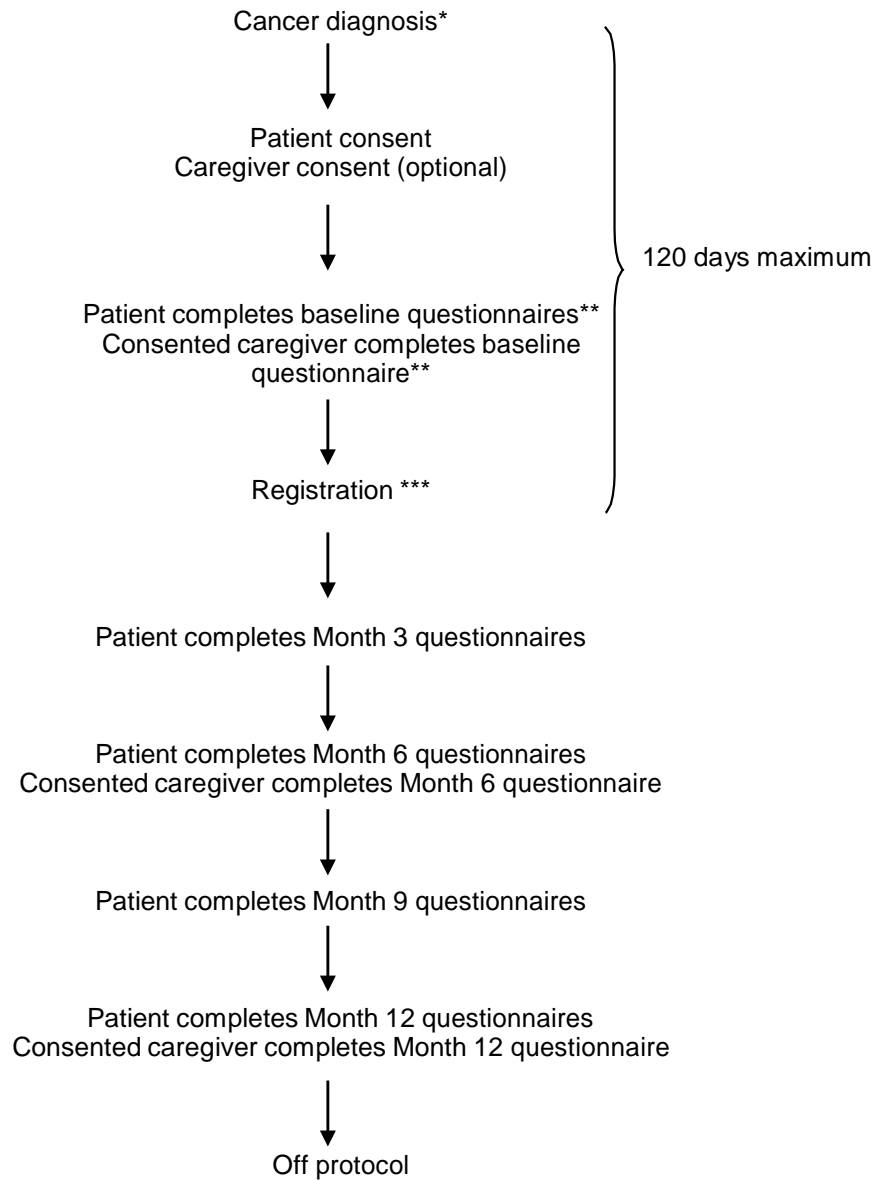 Cancer diagnosis*
Patient consent
Caregiver consent (optional)
120 days maximum
Patient completes baseline questionnaires**
Consented caregiver completes baseline
questionnaire**
Registration ***
Patient completes Month 3 questionnaires
Patient completes Month 6 questionnaires
Consented caregiver completes Month 6 questionnaire
Patient completes Month 9 questionnaires
Patient completes Month 12 questionnaires
Consented caregiver completes Month 12 questionnaire
Off protocol